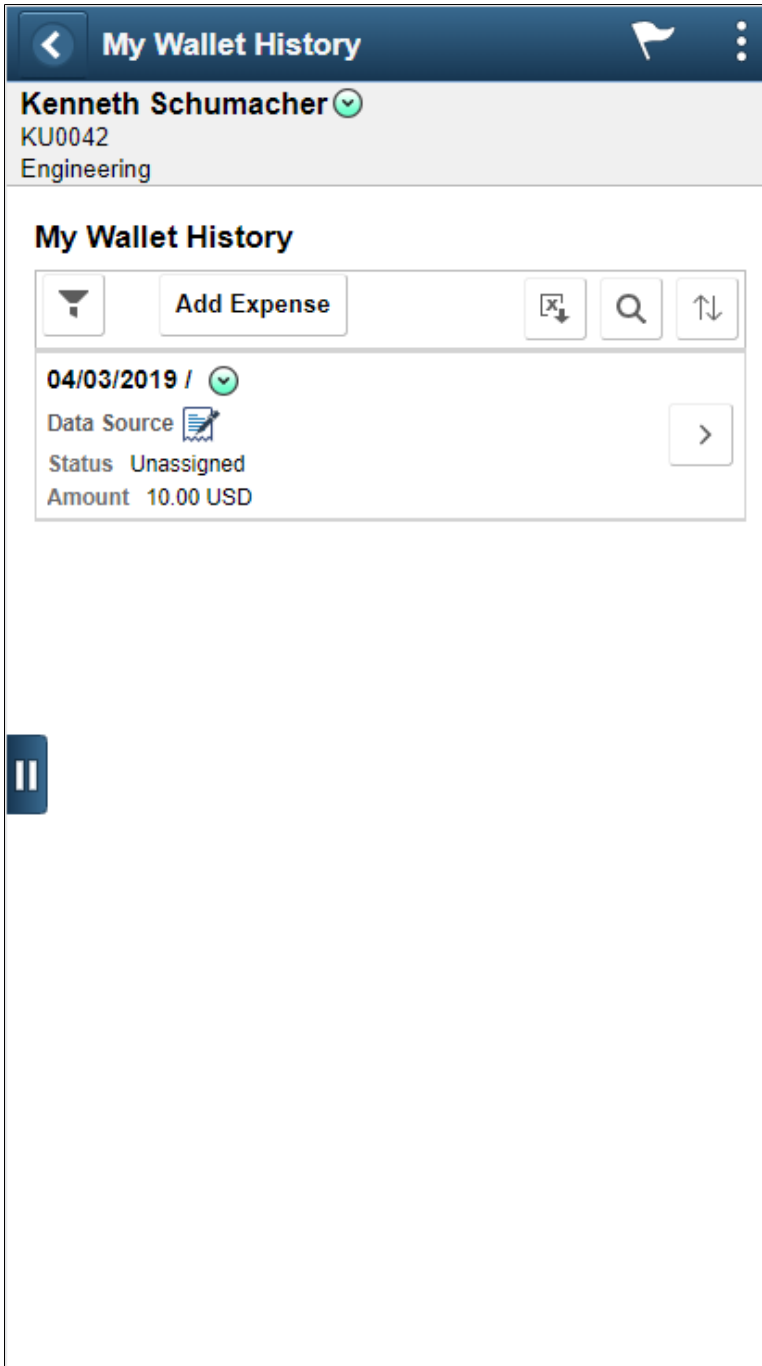 My Wallet History
Kenneth Schumacher
KU0042
Engineering
My Wallet History
Add Expense
04/03/2019 /
Data Source
Status Unassigned
Amount 10.00 USD